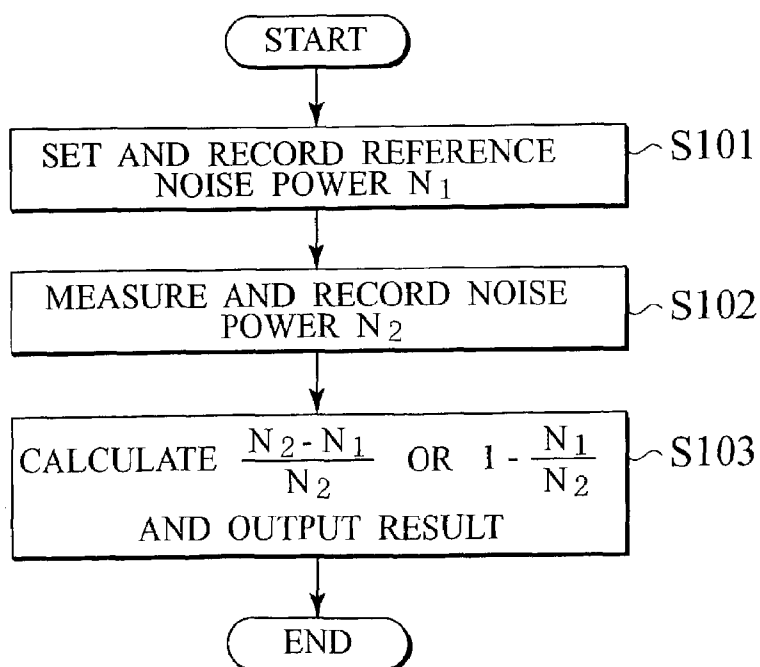 START
SET AND RECORD REFERENCE
NOISE POWER N₁
S101
MEASURE AND RECORD NOISE
POWER N₂
S102
CALCULATE (N₂-N₁)/N₂ OR 1 - N₁/N₂
AND OUTPUT RESULT
S103
END